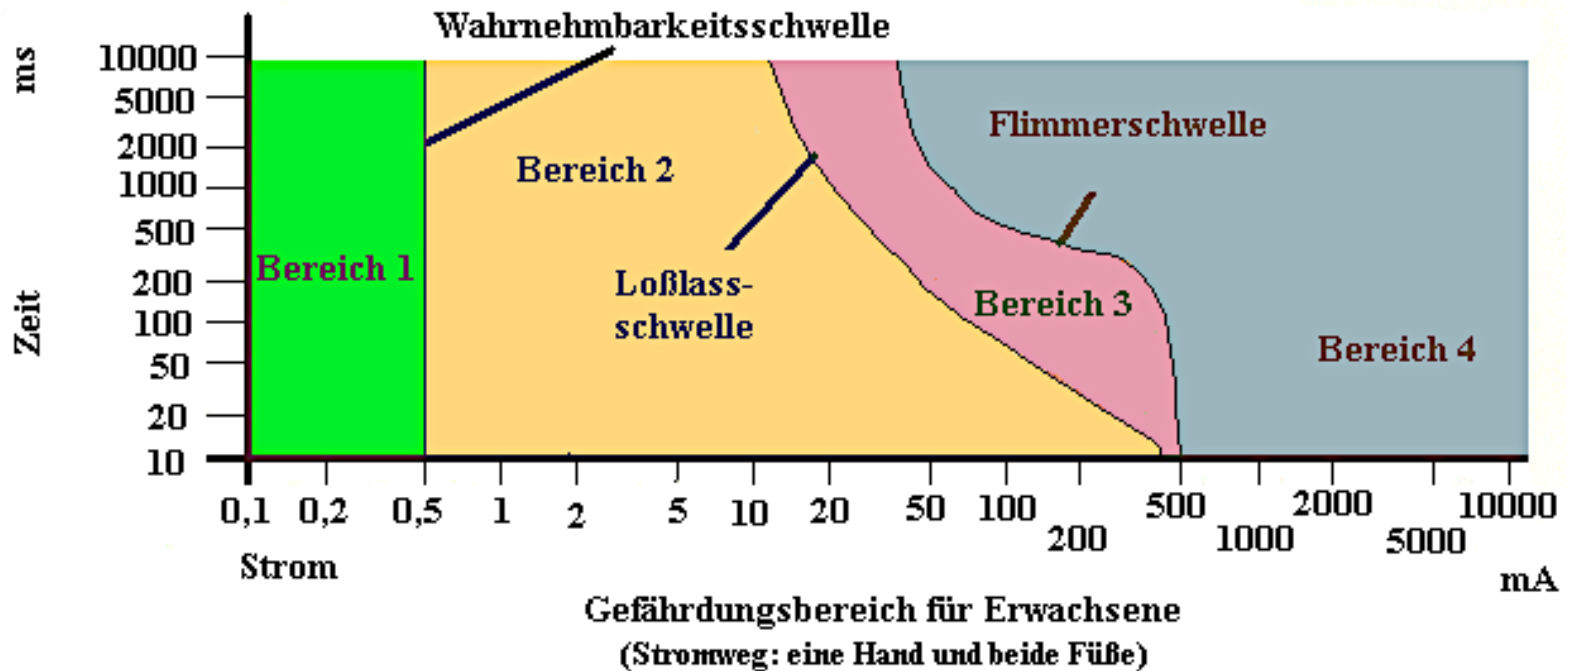 Wahrnehmbarkeitsschwelle
ms
10000
5000
2000
1000
500
200
100
50
20
10
Zeit
Flimmerschwelle
Bereich 2
Bereich 1
Loßlass-
schwelle
Bereich 3
Bereich 4
0,1 0,2 0,5 1 2 5 10 20 50 100 200 500 1000 2000 5000 10000
Strom
mA
Gefährdungsbereich für Erwachsene
(Stromweg: eine Hand und beide Füße)